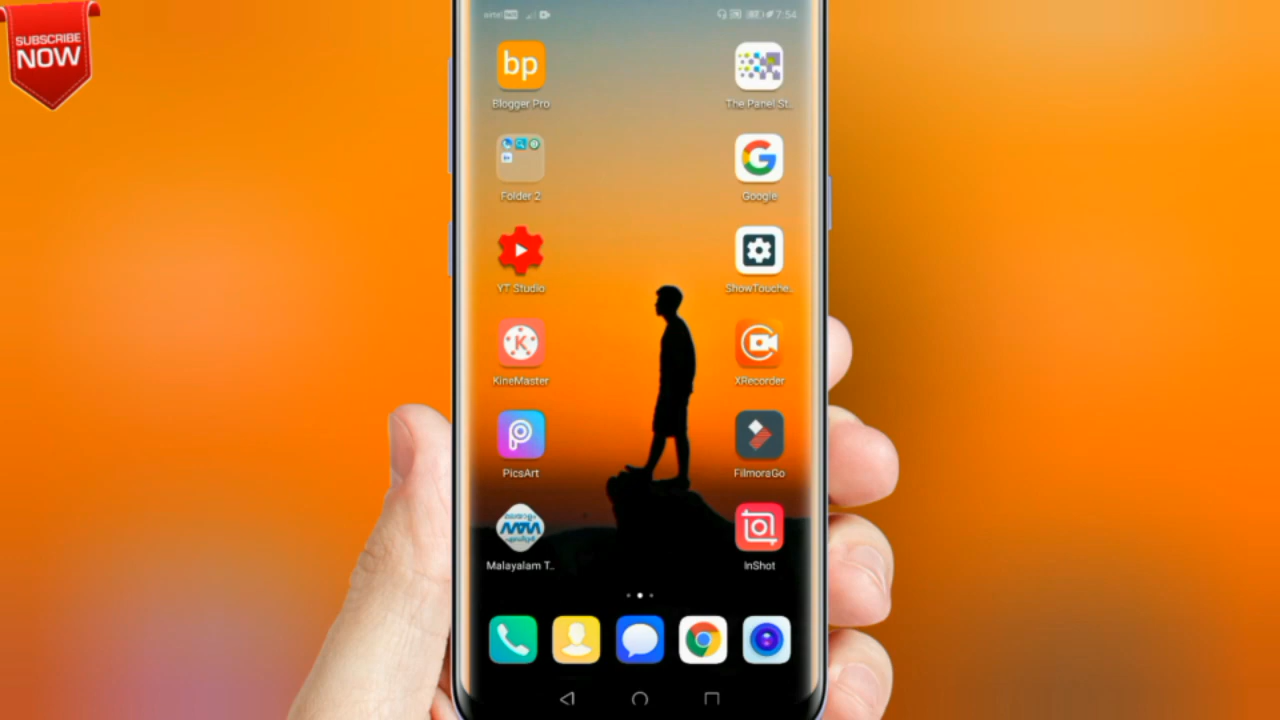 SUBSCRIBE
NOW
airtel
7:54
bp
Blogger Pro
The Panel St..
Folder 2
Google
YT Studio
ShowTouche..
K
KineMaster
XRecorder
PicsArt
FilmoraGo
Malayalam T..
InShot